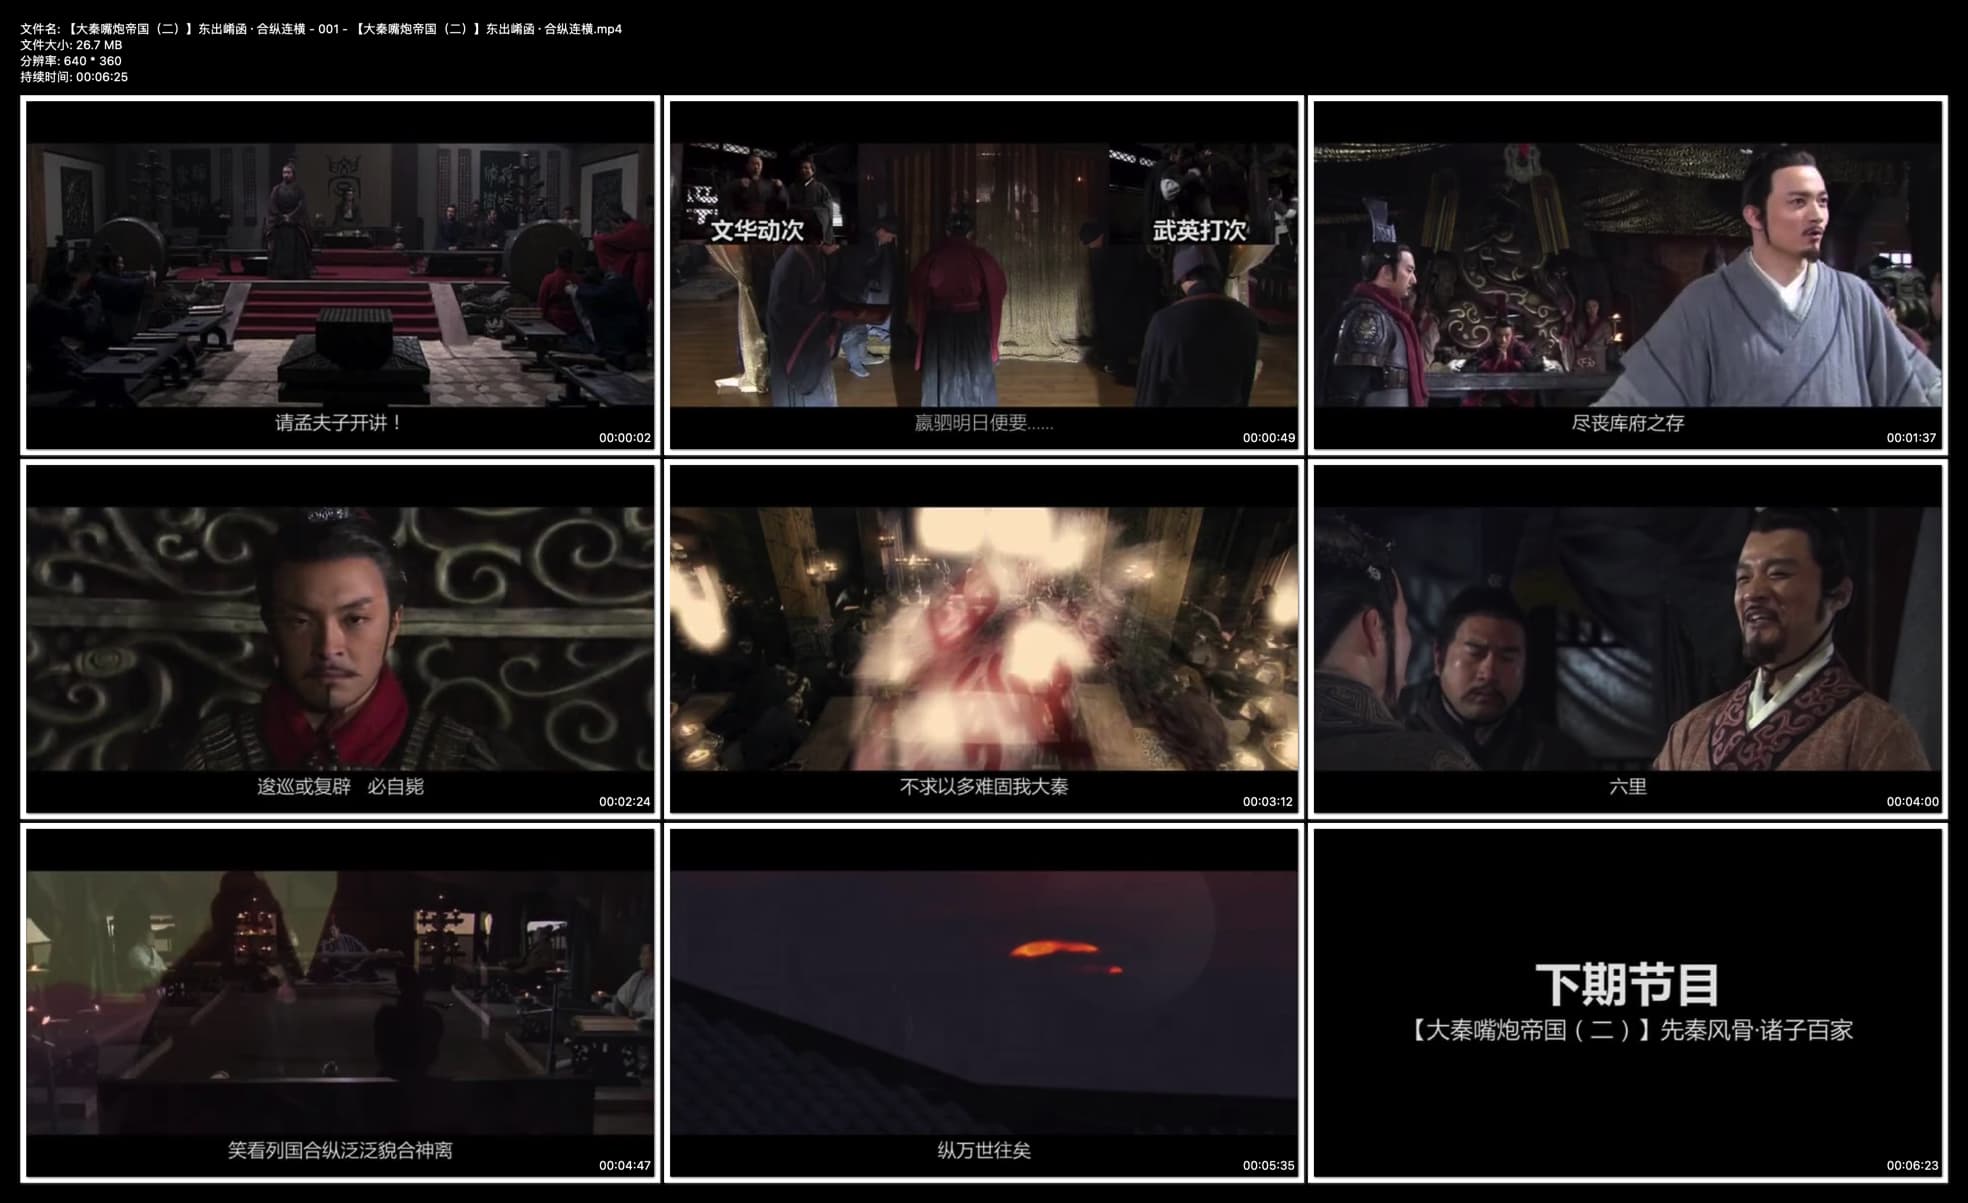 文件名: 【大秦嘴炮帝国（二）】东出崤函 · 合纵连横 - 001 - 【大秦嘴炮帝国（二）】东出崤函 · 合纵连横.mp4
文件大小: 26.7 MB
分辨率: 640 * 360
持续时间: 00:06:25
请孟夫子开讲！
00:00:02
文华动次
武英打次
嬴驷明日便要......
00:00:49
尽丧库府之存
00:01:37
逡巡或复辟 必自毙
00:02:24
不求以多难固我大秦
00:03:12
六里
00:04:00
笑看列国合纵泛泛貌合神离
00:04:47
纵万世往矣
00:05:35
下期节目
【大秦嘴炮帝国（二）】先秦风骨·诸子百家
00:06:23